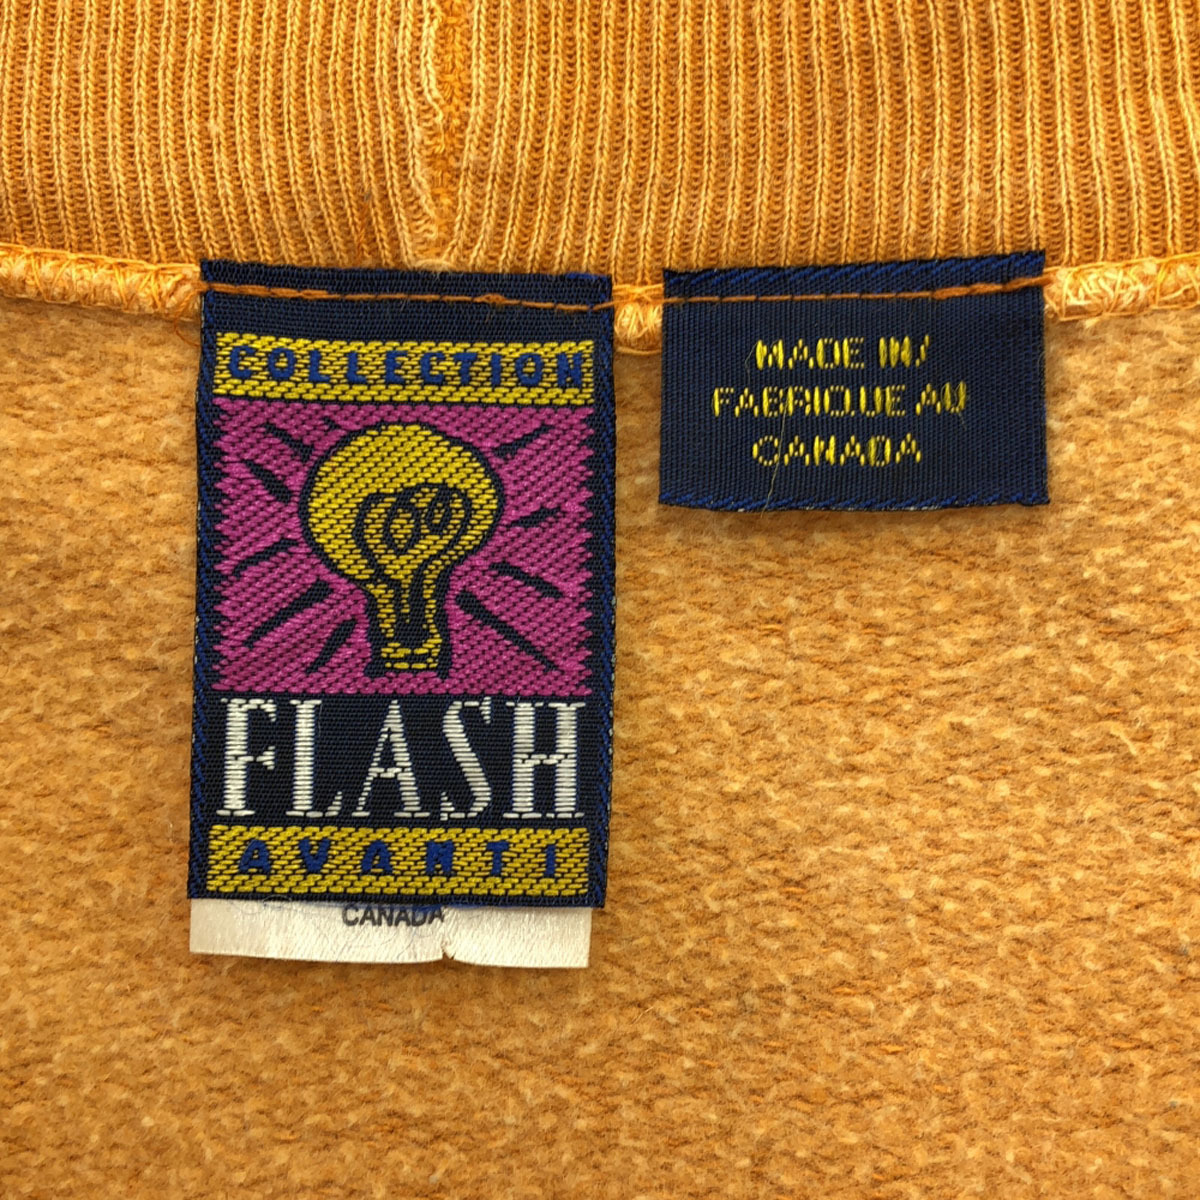 COLLECTION
FLASH
AVANTI
CANADA
MADE IN/
FABRIQUE AU
CANADA